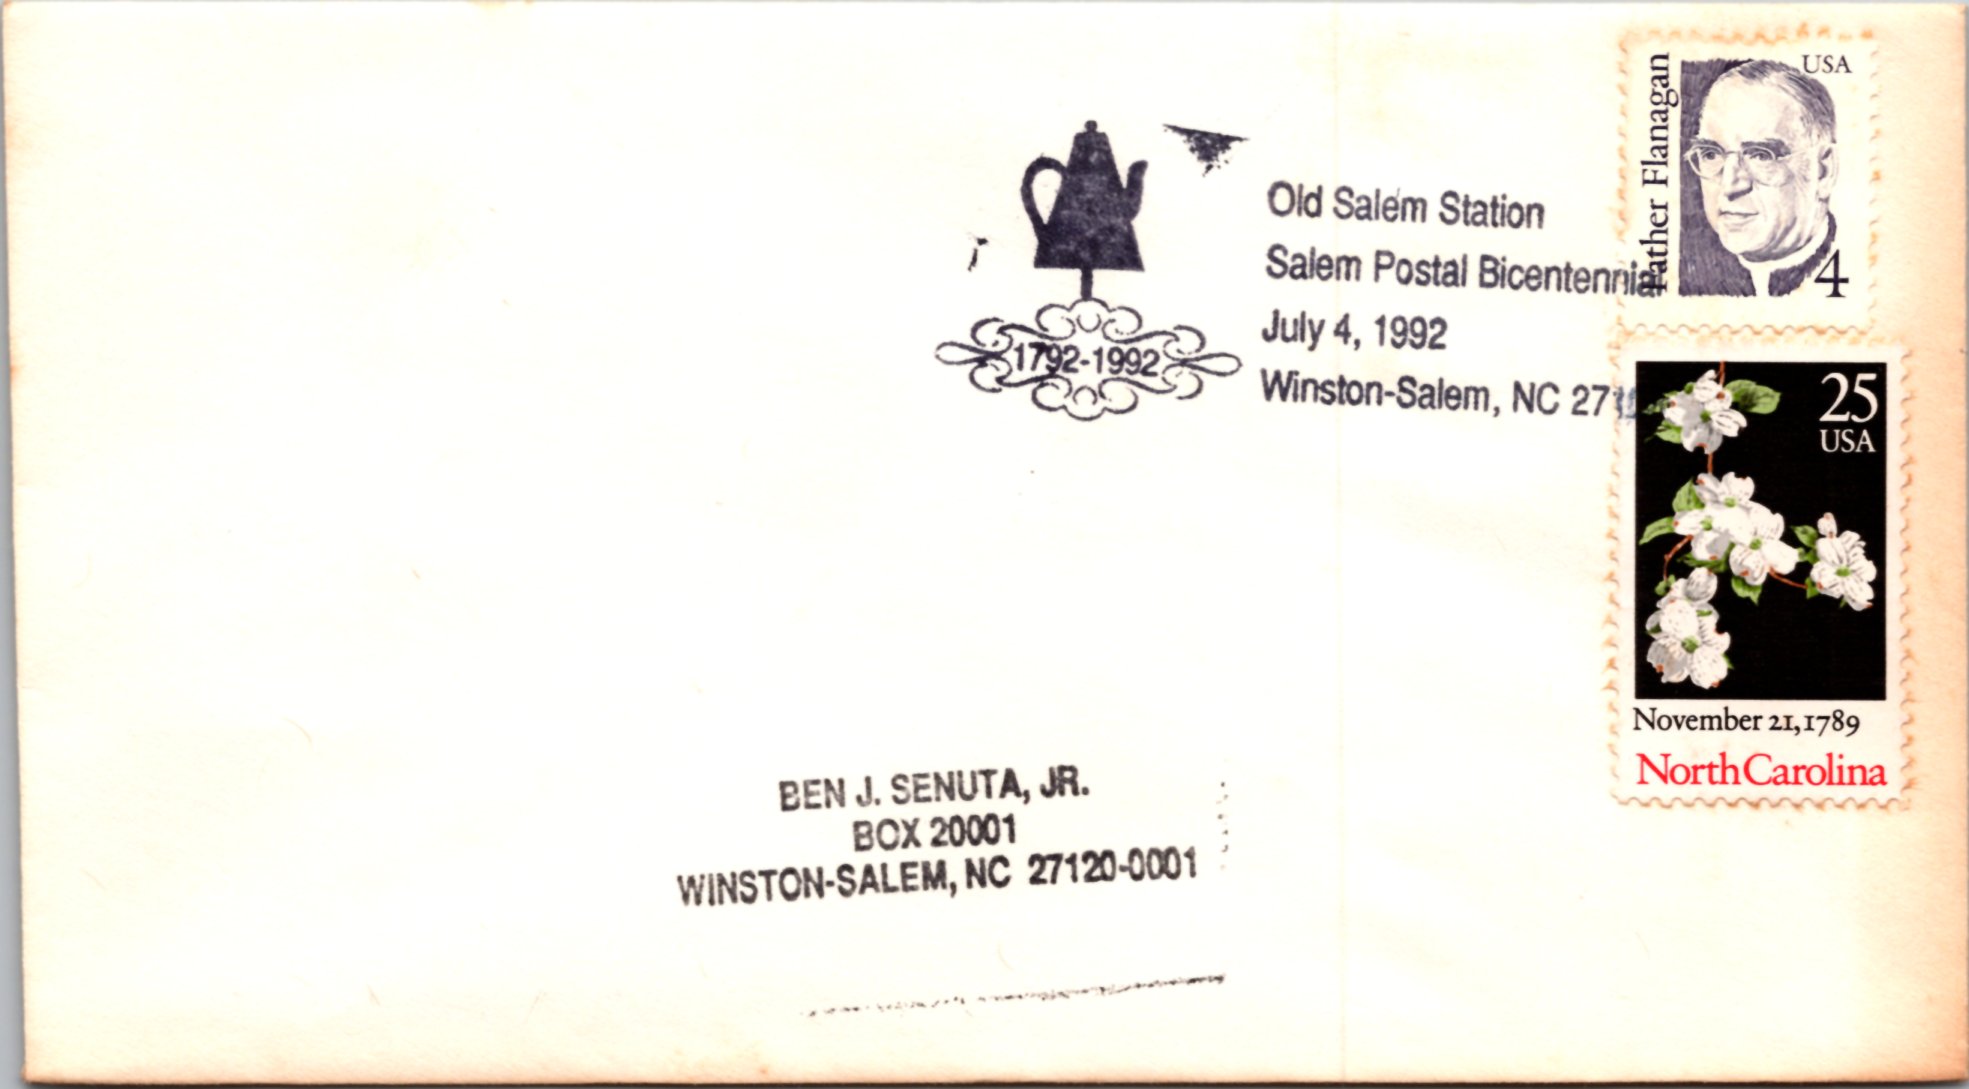 Old Salem Station
Salem Postal Bicentennial
July 4, 1992
Winston-Salem, NC
1792-1992
Father Flanagan
USA
4
25
USA
November 21, 1789
North Carolina
BEN J. SENUTA, JR.
BOX 20001
WINSTON-SALEM, NC 27120-0001